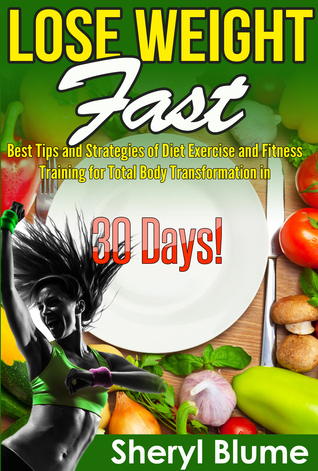 LOSE WEIGHT
Fast
Best Tips and Strategies of Diet Exercise and Fitness
Training for Total Body Transformation in
30 Days!
Sheryl Blume